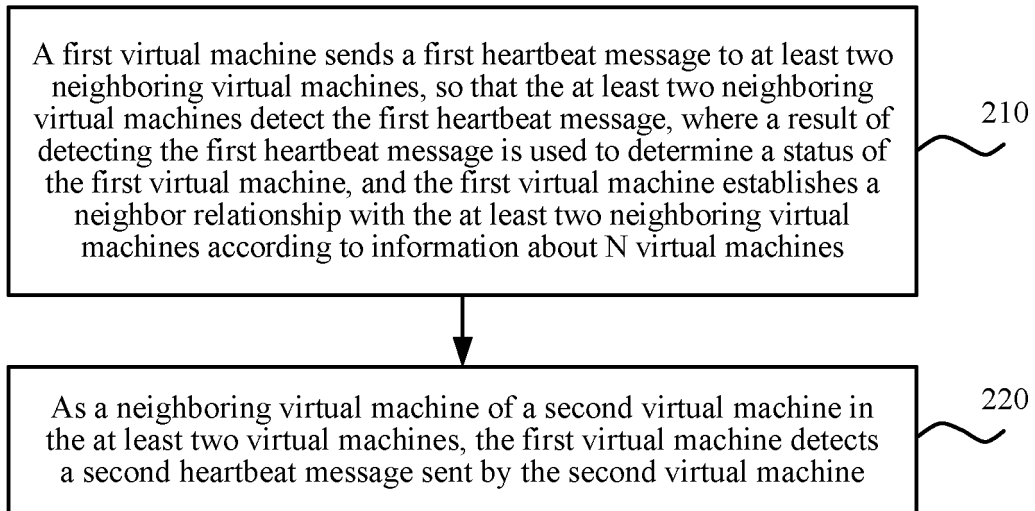 A first virtual machine sends a first heartbeat message to at least two
neighboring virtual machines, so that the at least two neighboring
virtual machines detect the first heartbeat message, where a result of
detecting the first heartbeat message is used to determine a status of
the first virtual machine, and the first virtual machine establishes a
neighbor relationship with the at least two neighboring virtual
machines according to information about N virtual machines
210
As a neighboring virtual machine of a second virtual machine in
the at least two virtual machines, the first virtual machine detects
a second heartbeat message sent by the second virtual machine
220